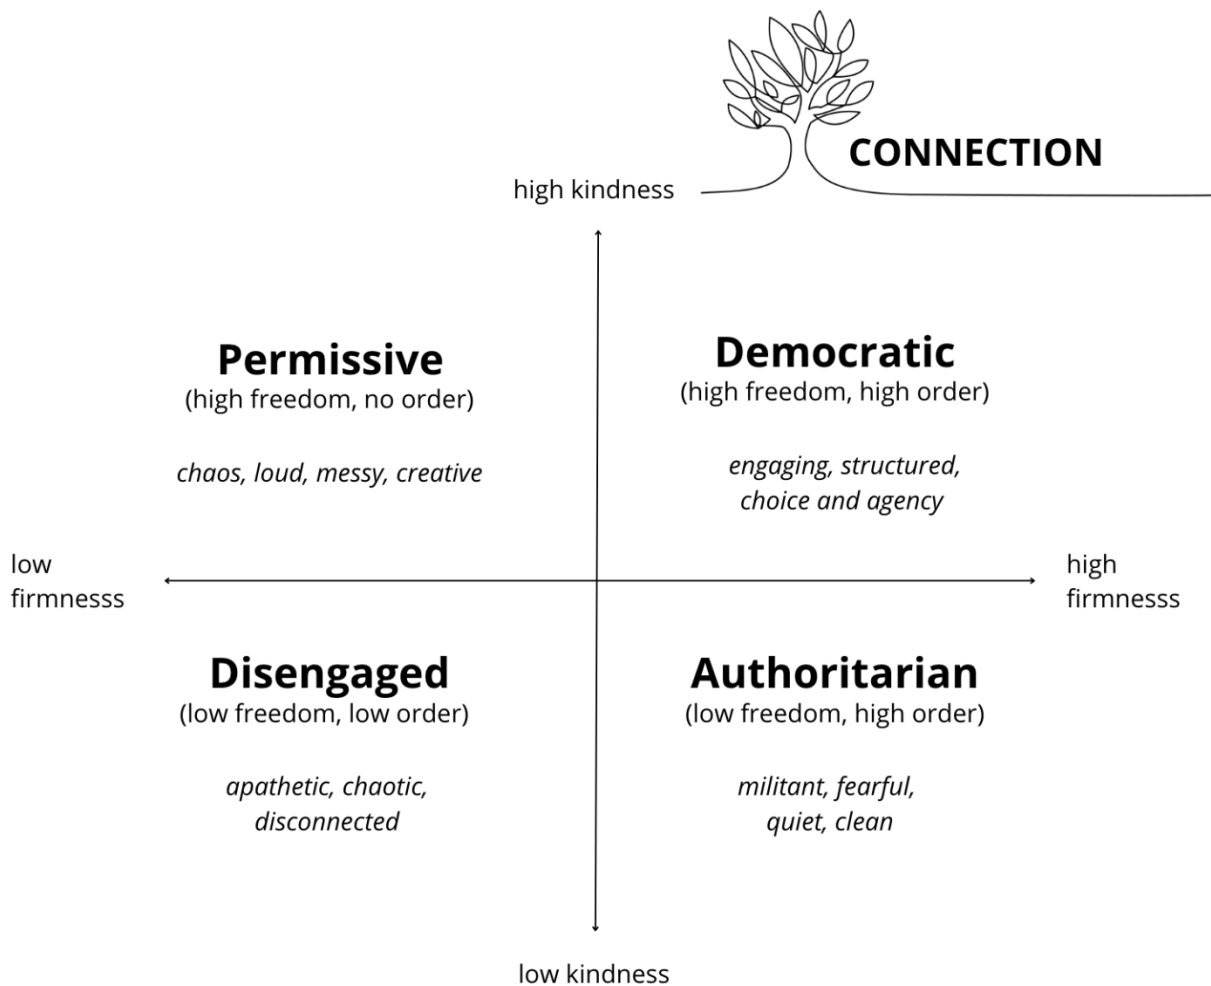 CONNECTION
high kindness
Permissive
(high freedom, no order)
chaos, loud, messy, creative
Democratic
(high freedom, high order)
engaging, structured,
choice and agency
low
firmnesss
high
firmnesss
Disengaged
(low freedom, low order)
apathetic, chaotic,
disconnected
Authoritarian
(low freedom, high order)
militant, fearful,
quiet, clean
low kindness